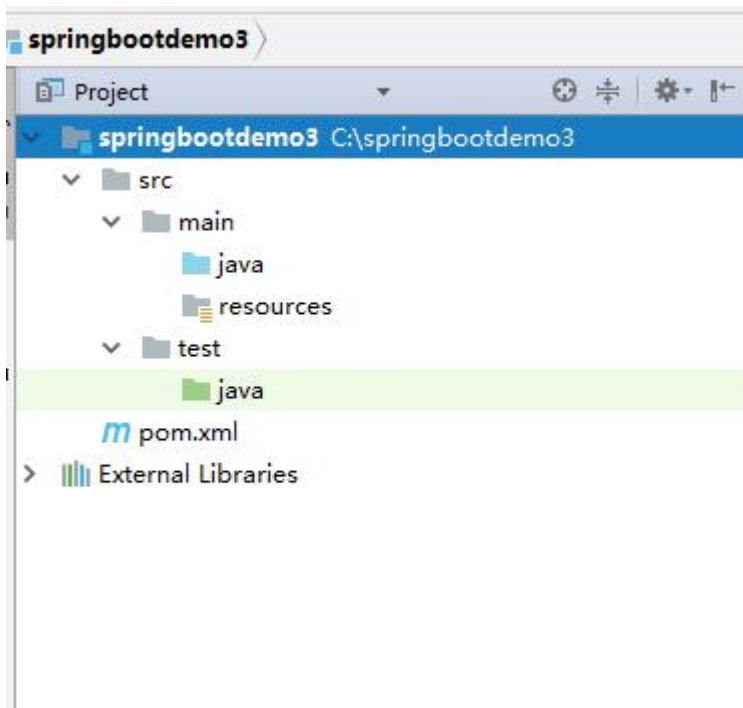 springbootdemo3
Project
springbootdemo3 C:\springbootdemo3
src
main
java
resources
test
java
m pom.xml
External Libraries